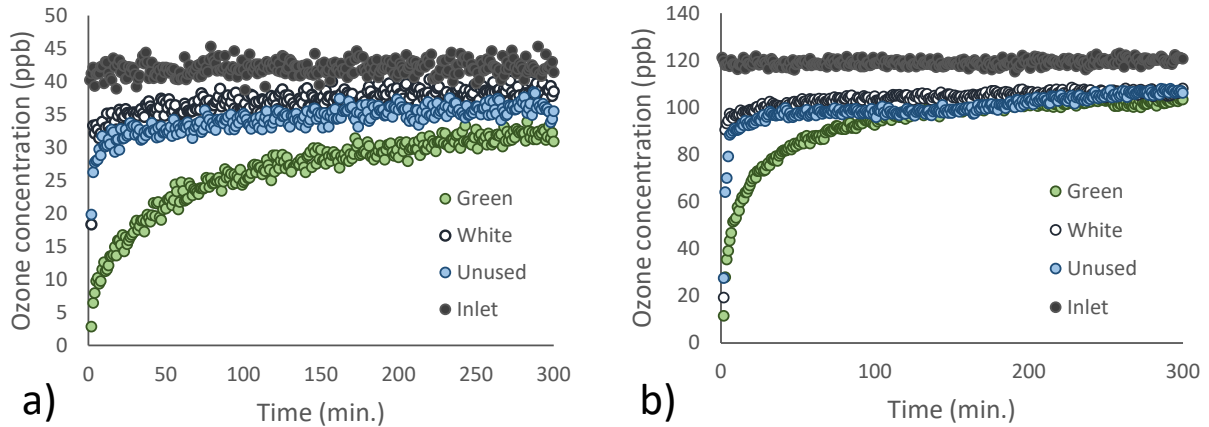 Ozone concentration (ppb)
50
45
40
35
30
25
20
15
10
5
0
0
50
100
150
200
250
300
Time (min.)
Green
White
Unused
Inlet
a)
Ozone concentration (ppb)
140
120
100
80
60
40
20
0
0
100
200
300
Time (min.)
Green
White
Unused
Inlet
b)